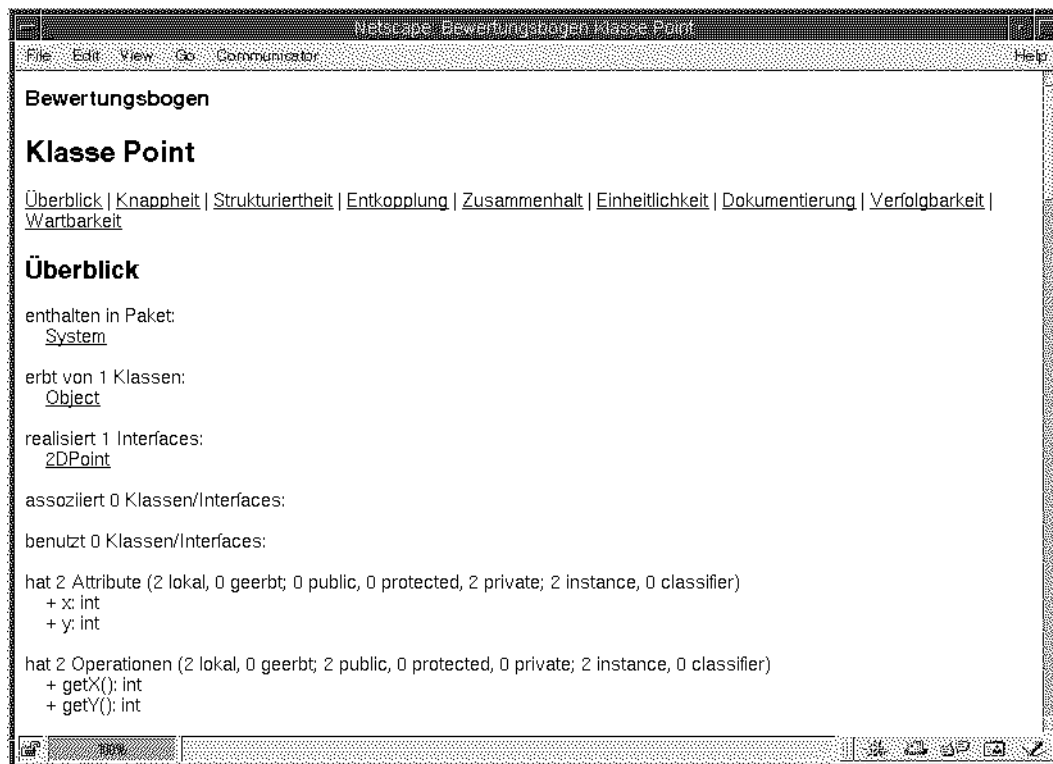 Netscape: Bewertungsbogen Klasse Point
File Edit View Go Communicator Help
Bewertungsbogen
Klasse Point
Überblick | Knappheit | Strukturiertheit | Entkopplung | Zusammenhalt | Einheitlichkeit | Dokumentierung | Verfolgbarkeit |
Wartbarkeit
Überblick
enthalten in Paket:
System
erbt von 1 Klassen:
Object
realisiert 1 Interfaces:
2DPoint
assoziiert 0 Klassen/Interfaces:
benutzt 0 Klassen/Interfaces:
hat 2 Attribute (2 lokal, 0 geerbt; 0 public, 0 protected, 2 private; 2 instance, 0 classifier)
+ x: int
+ y: int
hat 2 Operationen (2 lokal, 0 geerbt; 2 public, 0 protected, 0 private; 2 instance, 0 classifier)
+ getX(): int
+ getY(): int
100%